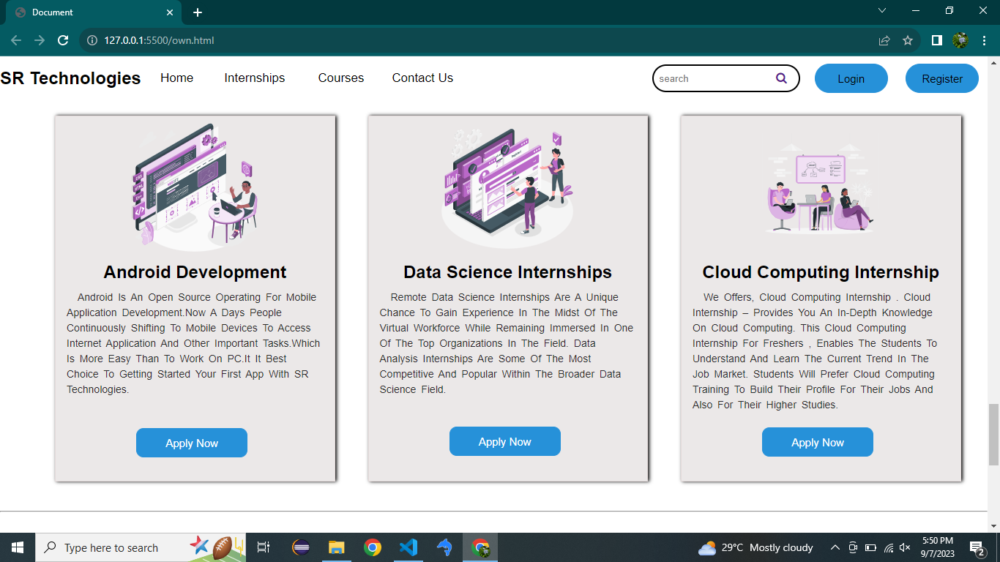 Document
127.0.0.1:5500/own.html
SR Technologies Home Internships Courses Contact Us search Login Register
Android Development
Android Is An Open Source Operating For Mobile
Application Development.Now A Days People
Continuously Shifting To Mobile Devices To Access
Internet Application And Other Important Tasks.Which
Is More Easy Than To Work On PC.It It Best
Choice To Getting Started Your First App With SR
Technologies.
Apply Now
Data Science Internships
Remote Data Science Internships Are A Unique
Chance To Gain Experience In The Midst Of The
Virtual Workforce While Remaining Immersed In One
Of The Top Organizations In The Field. Data
Analysis Internships Are Some Of The Most
Competitive And Popular Within The Broader Data
Science Field.
Apply Now
Cloud Computing Internship
We Offers, Cloud Computing Internship . Cloud
Internship – Provides You An In-Depth Knowledge
On Cloud Computing. This Cloud Computing
Internship For Freshers , Enables The Students To
Understand And Learn The Current Trend In The
Job Market. Students Will Prefer Cloud Computing
Training To Build Their Profile For Their Jobs And
Also For Their Higher Studies.
Apply Now
Type here to search
29°C Mostly cloudy
5:50 PM
9/7/2023
2